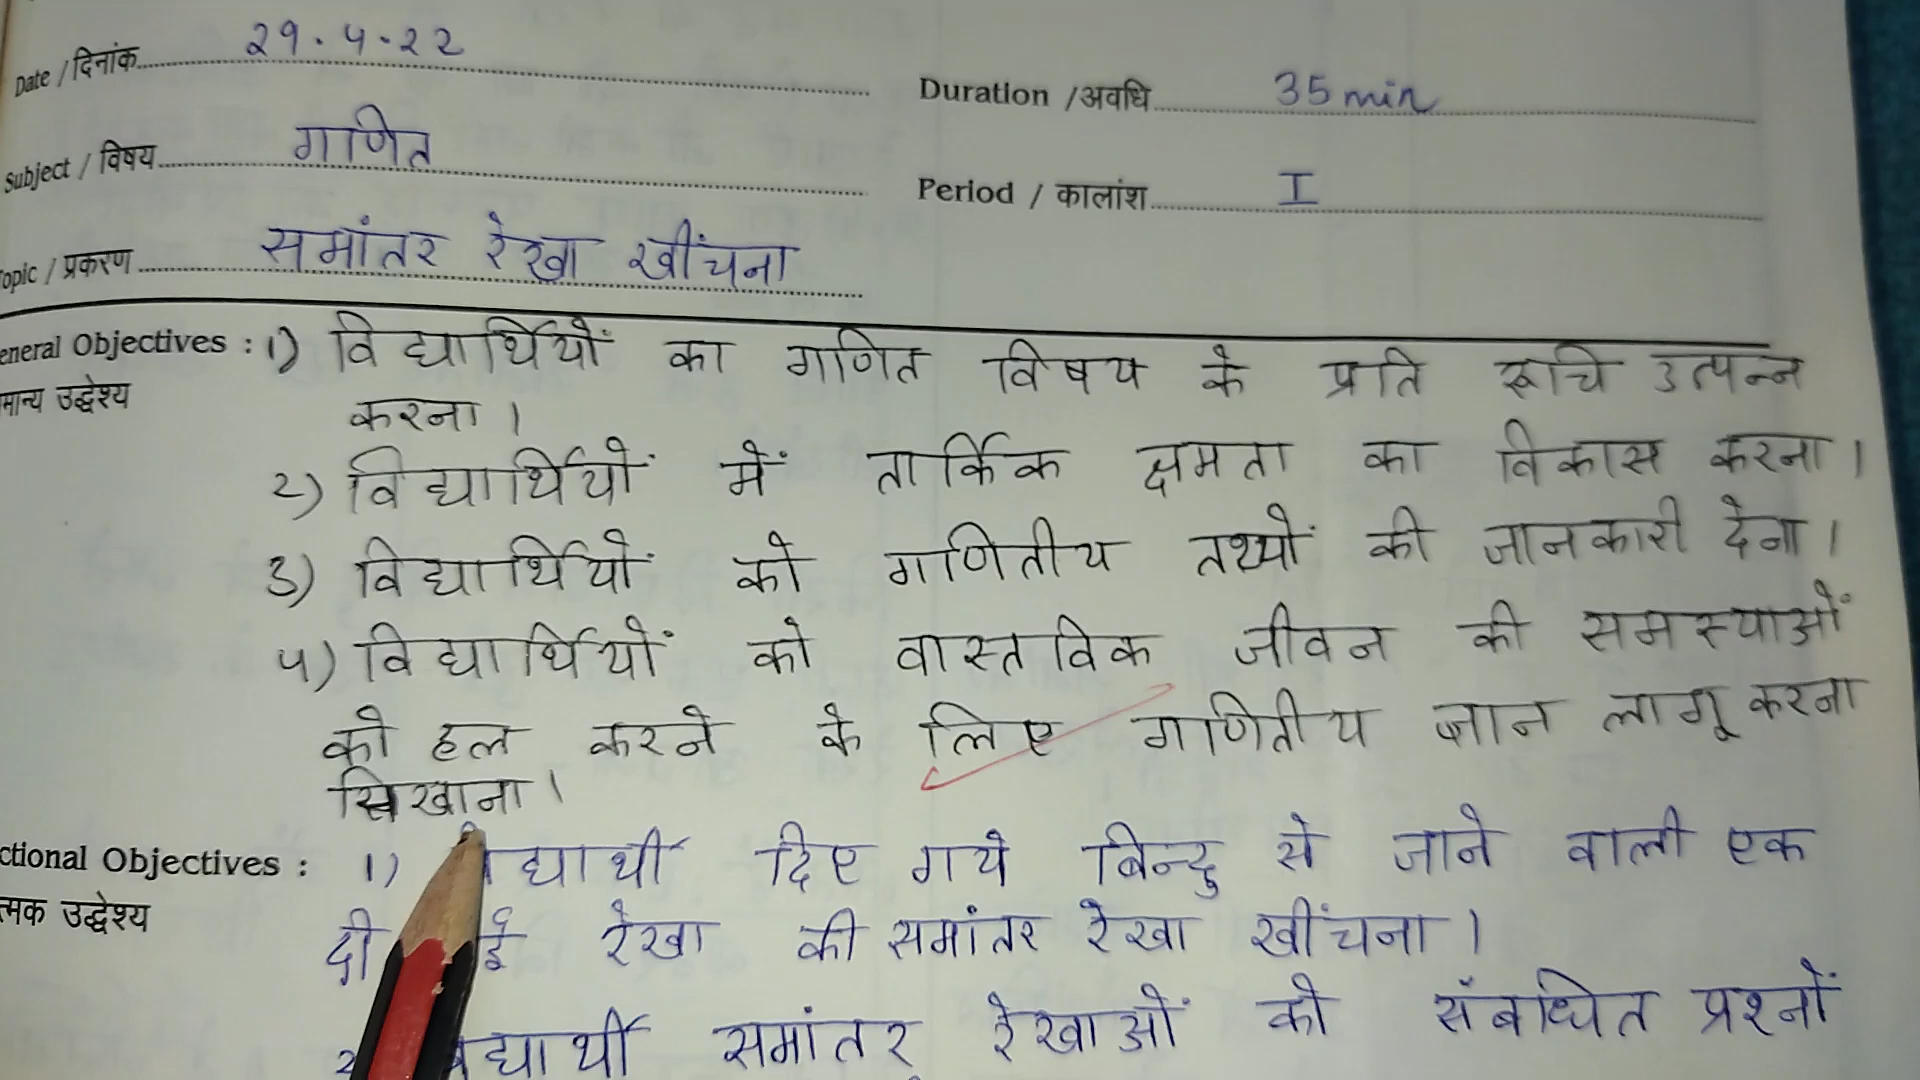 Date / दिनांक 29.4.22
Duration / अवधि 35 min
Subject / विषय गणित
Period / कालांश I
opic / प्रकरण समांतर रेखा खींचना
eneral Objectives : 1) विद्यार्थियों का गणित विषय के प्रति रूचि उत्पन्न
मान्य उद्धेश्य करना ।
2) विद्यार्थियों में तार्किक क्षमता का विकास करना ।
3) विद्यार्थियों को गणितीय तथ्यों की जानकारी देना ।
4) विद्यार्थियों को वास्तविक जीवन की समस्याओं
को हल करने के लिए गणितीय ज्ञान लागू करना
सिखाना ।
ctional Objectives : 1) द्यार्थी दिए गये बिन्दु से जाने वाली एक
त्मक उद्धेश्य दी ई रेखा की समांतर रेखा खींचना ।
2 द्यार्थी समांतर रेखाओं को संबधित प्रश्नों